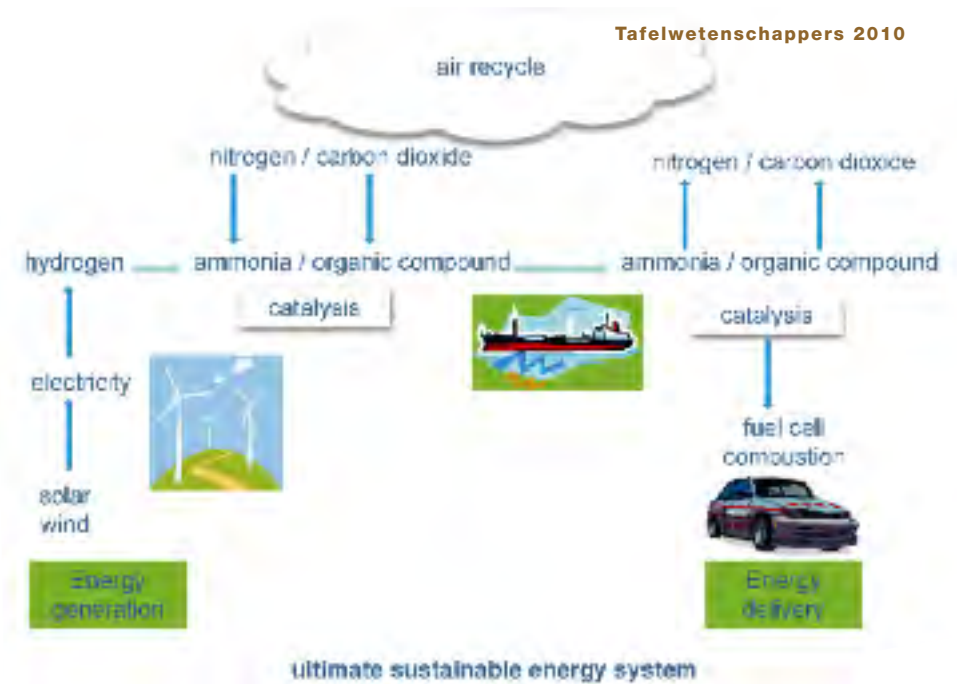 Tafelwetenschappers 2010
air recycle
nitrogen / carbon dioxide
nitrogen / carbon dioxide
hydrogen
ammonia / organic compound
ammonia / organic compound
catalysis
catalysis
electricity
fuel cell
combustion
solar
wind
Energy
generation
Energy
delivery
ultimate sustainable energy system